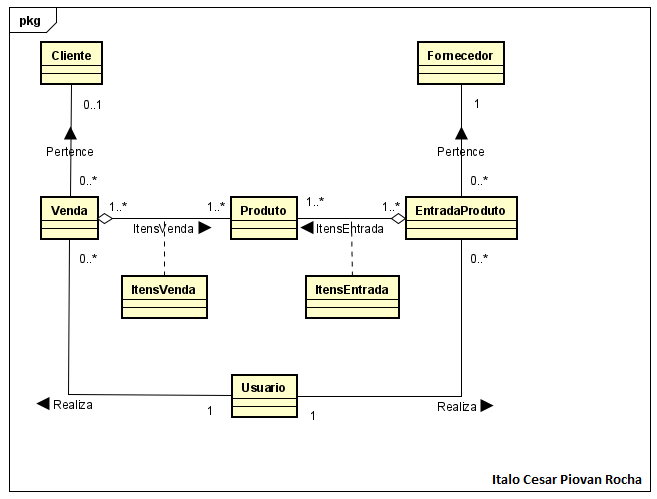 pkg
Cliente
Fornecedor
0..1
1
Pertence
Pertence
0..*
0..*
Venda
1..*
1..*
Produto
1..*
1..*
EntradaProduto
ItensVenda
ItensEntrada
0..*
0..*
ItensVenda
ItensEntrada
Usuario
Realiza
1
1
Realiza
Italo Cesar Piovan Rocha